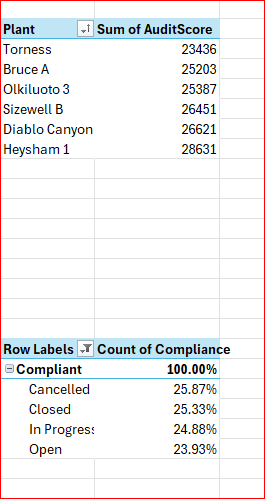 Plant Sum of AuditScore
Torness 23436
Bruce A 25203
Olkiluoto 3 25387
Sizewell B 26451
Diablo Canyon 26621
Heysham 1 28631
Row Labels Count of Compliance
Compliant 100.00%
Cancelled 25.87%
Closed 25.33%
In Progres 24.88%
Open 23.93%